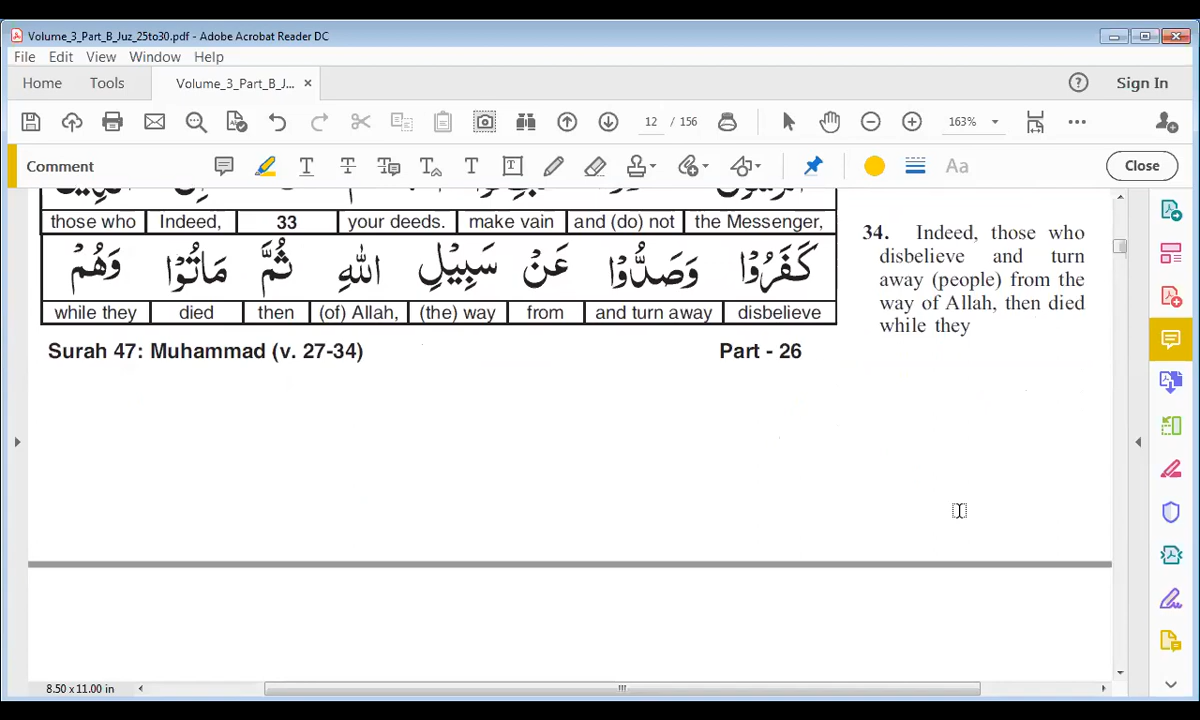 Volume_3_Part_B_Juz_25to30.pdf - Adobe Acrobat Reader DC
File Edit View Window Help
Home Tools Volume_3_Part_B_J... × Sign In
12 / 156 163%
Comment Close
those who Indeed, 33 your deeds. make vain and (do) not the Messenger,
كَفَرُوْا وَصَدُّوْا عَنْ سَبِيْلِ اللّٰهِ ثُمَّ مَاتُوْا وَهُمْ
while they died then (of) Allah, (the) way from and turn away disbelieve
Surah 47: Muhammad (v. 27-34) Part - 26
34. Indeed, those who
disbelieve and turn
away (people) from the
way of Allah, then died
while they
8.50 x 11.00 in